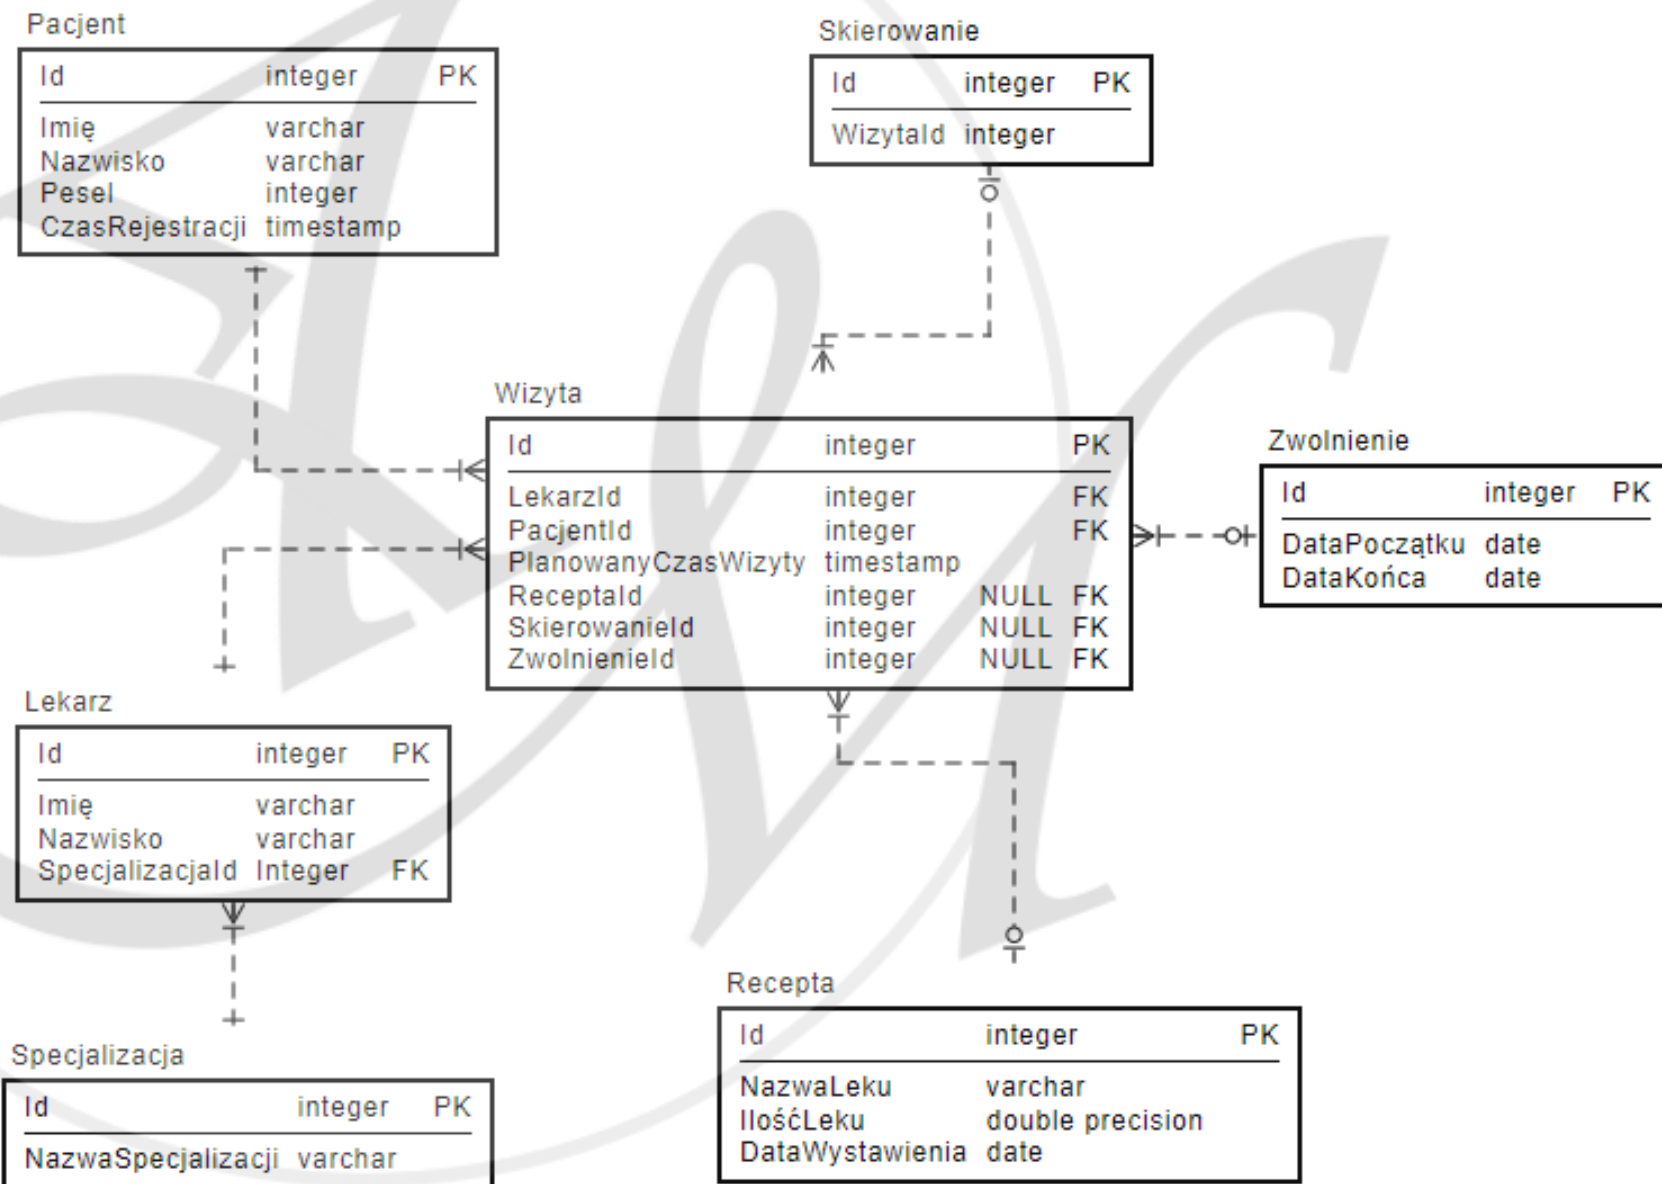 Pacjent
Id integer PK
Imię varchar
Nazwisko varchar
Pesel integer
CzasRejestracji timestamp
Skierowanie
Id integer PK
WizytaId integer
Wizyta
Id integer PK
LekarzId integer FK
PacjentId integer FK
PlanowanyCzasWizyty timestamp
ReceptaId integer NULL FK
SkierowanieId integer NULL FK
ZwolnienieId integer NULL FK
Zwolnienie
Id integer PK
DataPoczątku date
DataKońca date
Lekarz
Id integer PK
Imię varchar
Nazwisko varchar
SpecjalizacjaId Integer FK
Specjalizacja
Id integer PK
NazwaSpecjalizacji varchar
Recepta
Id integer PK
NazwaLeku varchar
IlośćLeku double precision
DataWystawienia date